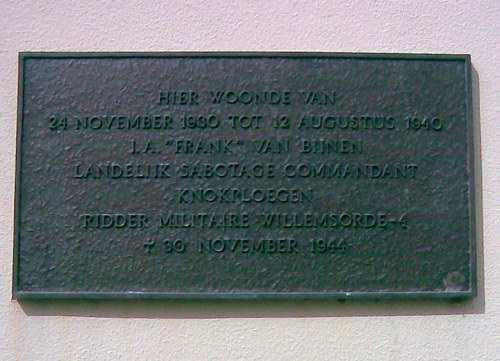 HIER WOONDE VAN
24 NOVEMBER 1930 TOT 12 AUGUSTUS 1940
I.A. "FRANK" VAN BIJNEN
LANDELIJK SABOTAGE COMMANDANT
KNOKPLOEGEN
RIDDER MILITAIRE WILLEMSORDE-4
† 30 NOVEMBER 1944